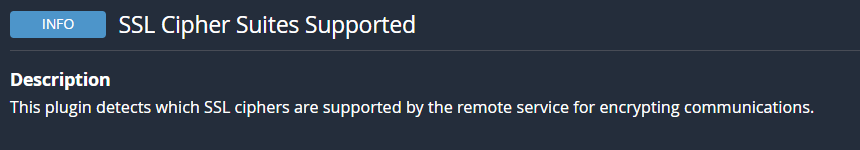 INFO SSL Cipher Suites Supported
Description
This plugin detects which SSL ciphers are supported by the remote service for encrypting communications.